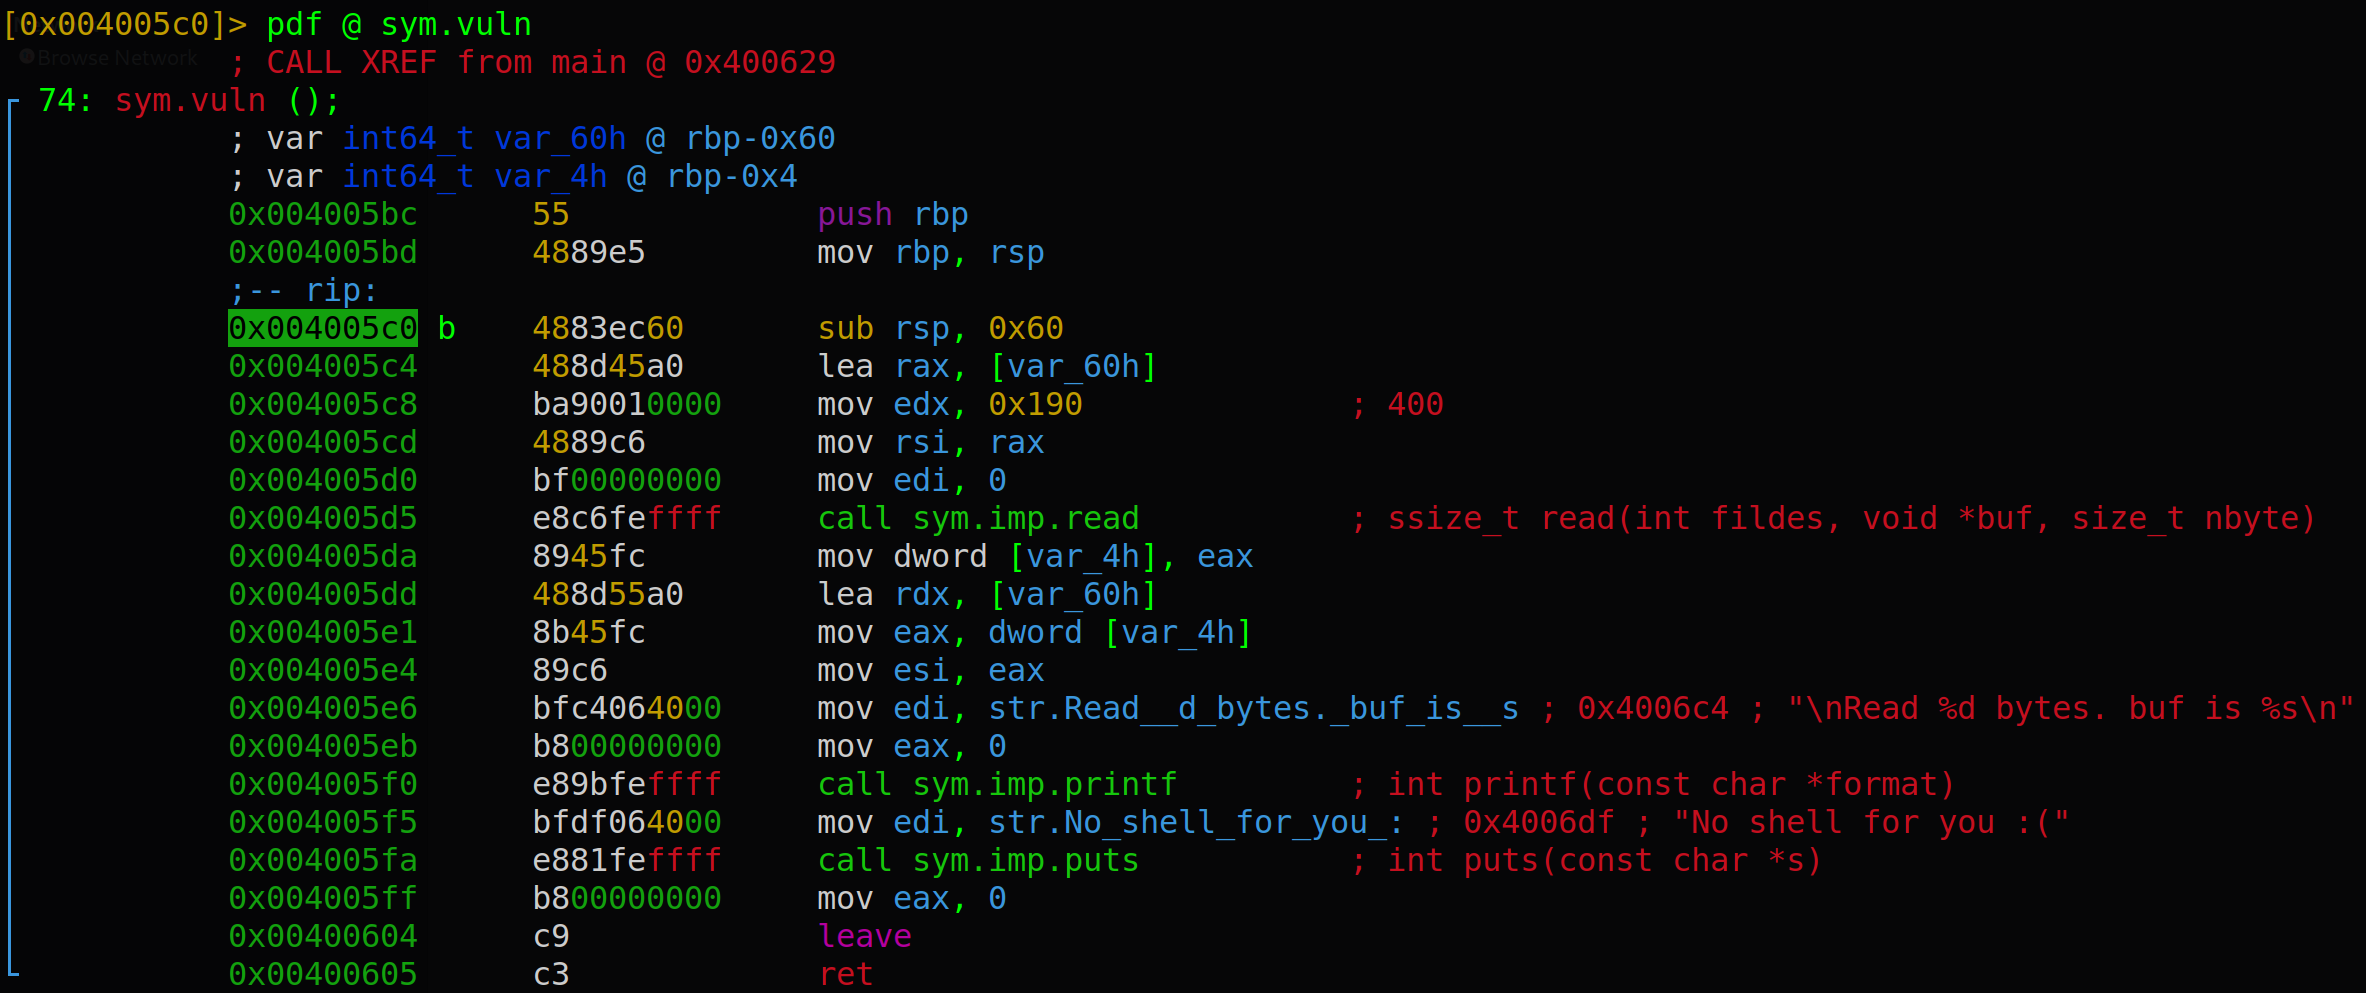 [0x004005c0]> pdf @ sym.vuln
Browse Network
; CALL XREF from main @ 0x400629
74: sym.vuln ();
; var int64_t var_60h @ rbp-0x60
; var int64_t var_4h @ rbp-0x4
0x004005bc 55 push rbp
0x004005bd 4889e5 mov rbp, rsp
;-- rip:
0x004005c0 b 4883ec60 sub rsp, 0x60
0x004005c4 488d45a0 lea rax, [var_60h]
0x004005c8 ba90010000 mov edx, 0x190 ; 400
0x004005cd 4889c6 mov rsi, rax
0x004005d0 bf00000000 mov edi, 0
0x004005d5 e8c6feffff call sym.imp.read ; ssize_t read(int fildes, void *buf, size_t nbyte)
0x004005da 8945fc mov dword [var_4h], eax
0x004005dd 488d55a0 lea rdx, [var_60h]
0x004005e1 8b45fc mov eax, dword [var_4h]
0x004005e4 89c6 mov esi, eax
0x004005e6 bfc4064000 mov edi, str.Read__d_bytes._buf_is__s ; 0x4006c4 ; "\nRead %d bytes. buf is %s\n"
0x004005eb b800000000 mov eax, 0
0x004005f0 e89bfeffff call sym.imp.printf ; int printf(const char *format)
0x004005f5 bfdf064000 mov edi, str.No_shell_for_you_: ; 0x4006df ; "No shell for you :("
0x004005fa e881feffff call sym.imp.puts ; int puts(const char *s)
0x004005ff b800000000 mov eax, 0
0x00400604 c9 leave
0x00400605 c3 ret